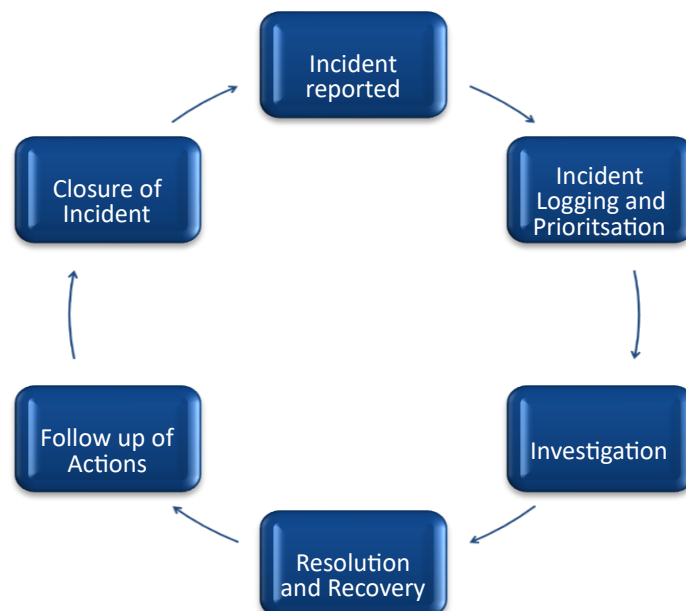 Incident
reported
Incident
Logging and
Prioritsation
Investigation
Resolution
and Recovery
Follow up of
Actions
Closure of
Incident